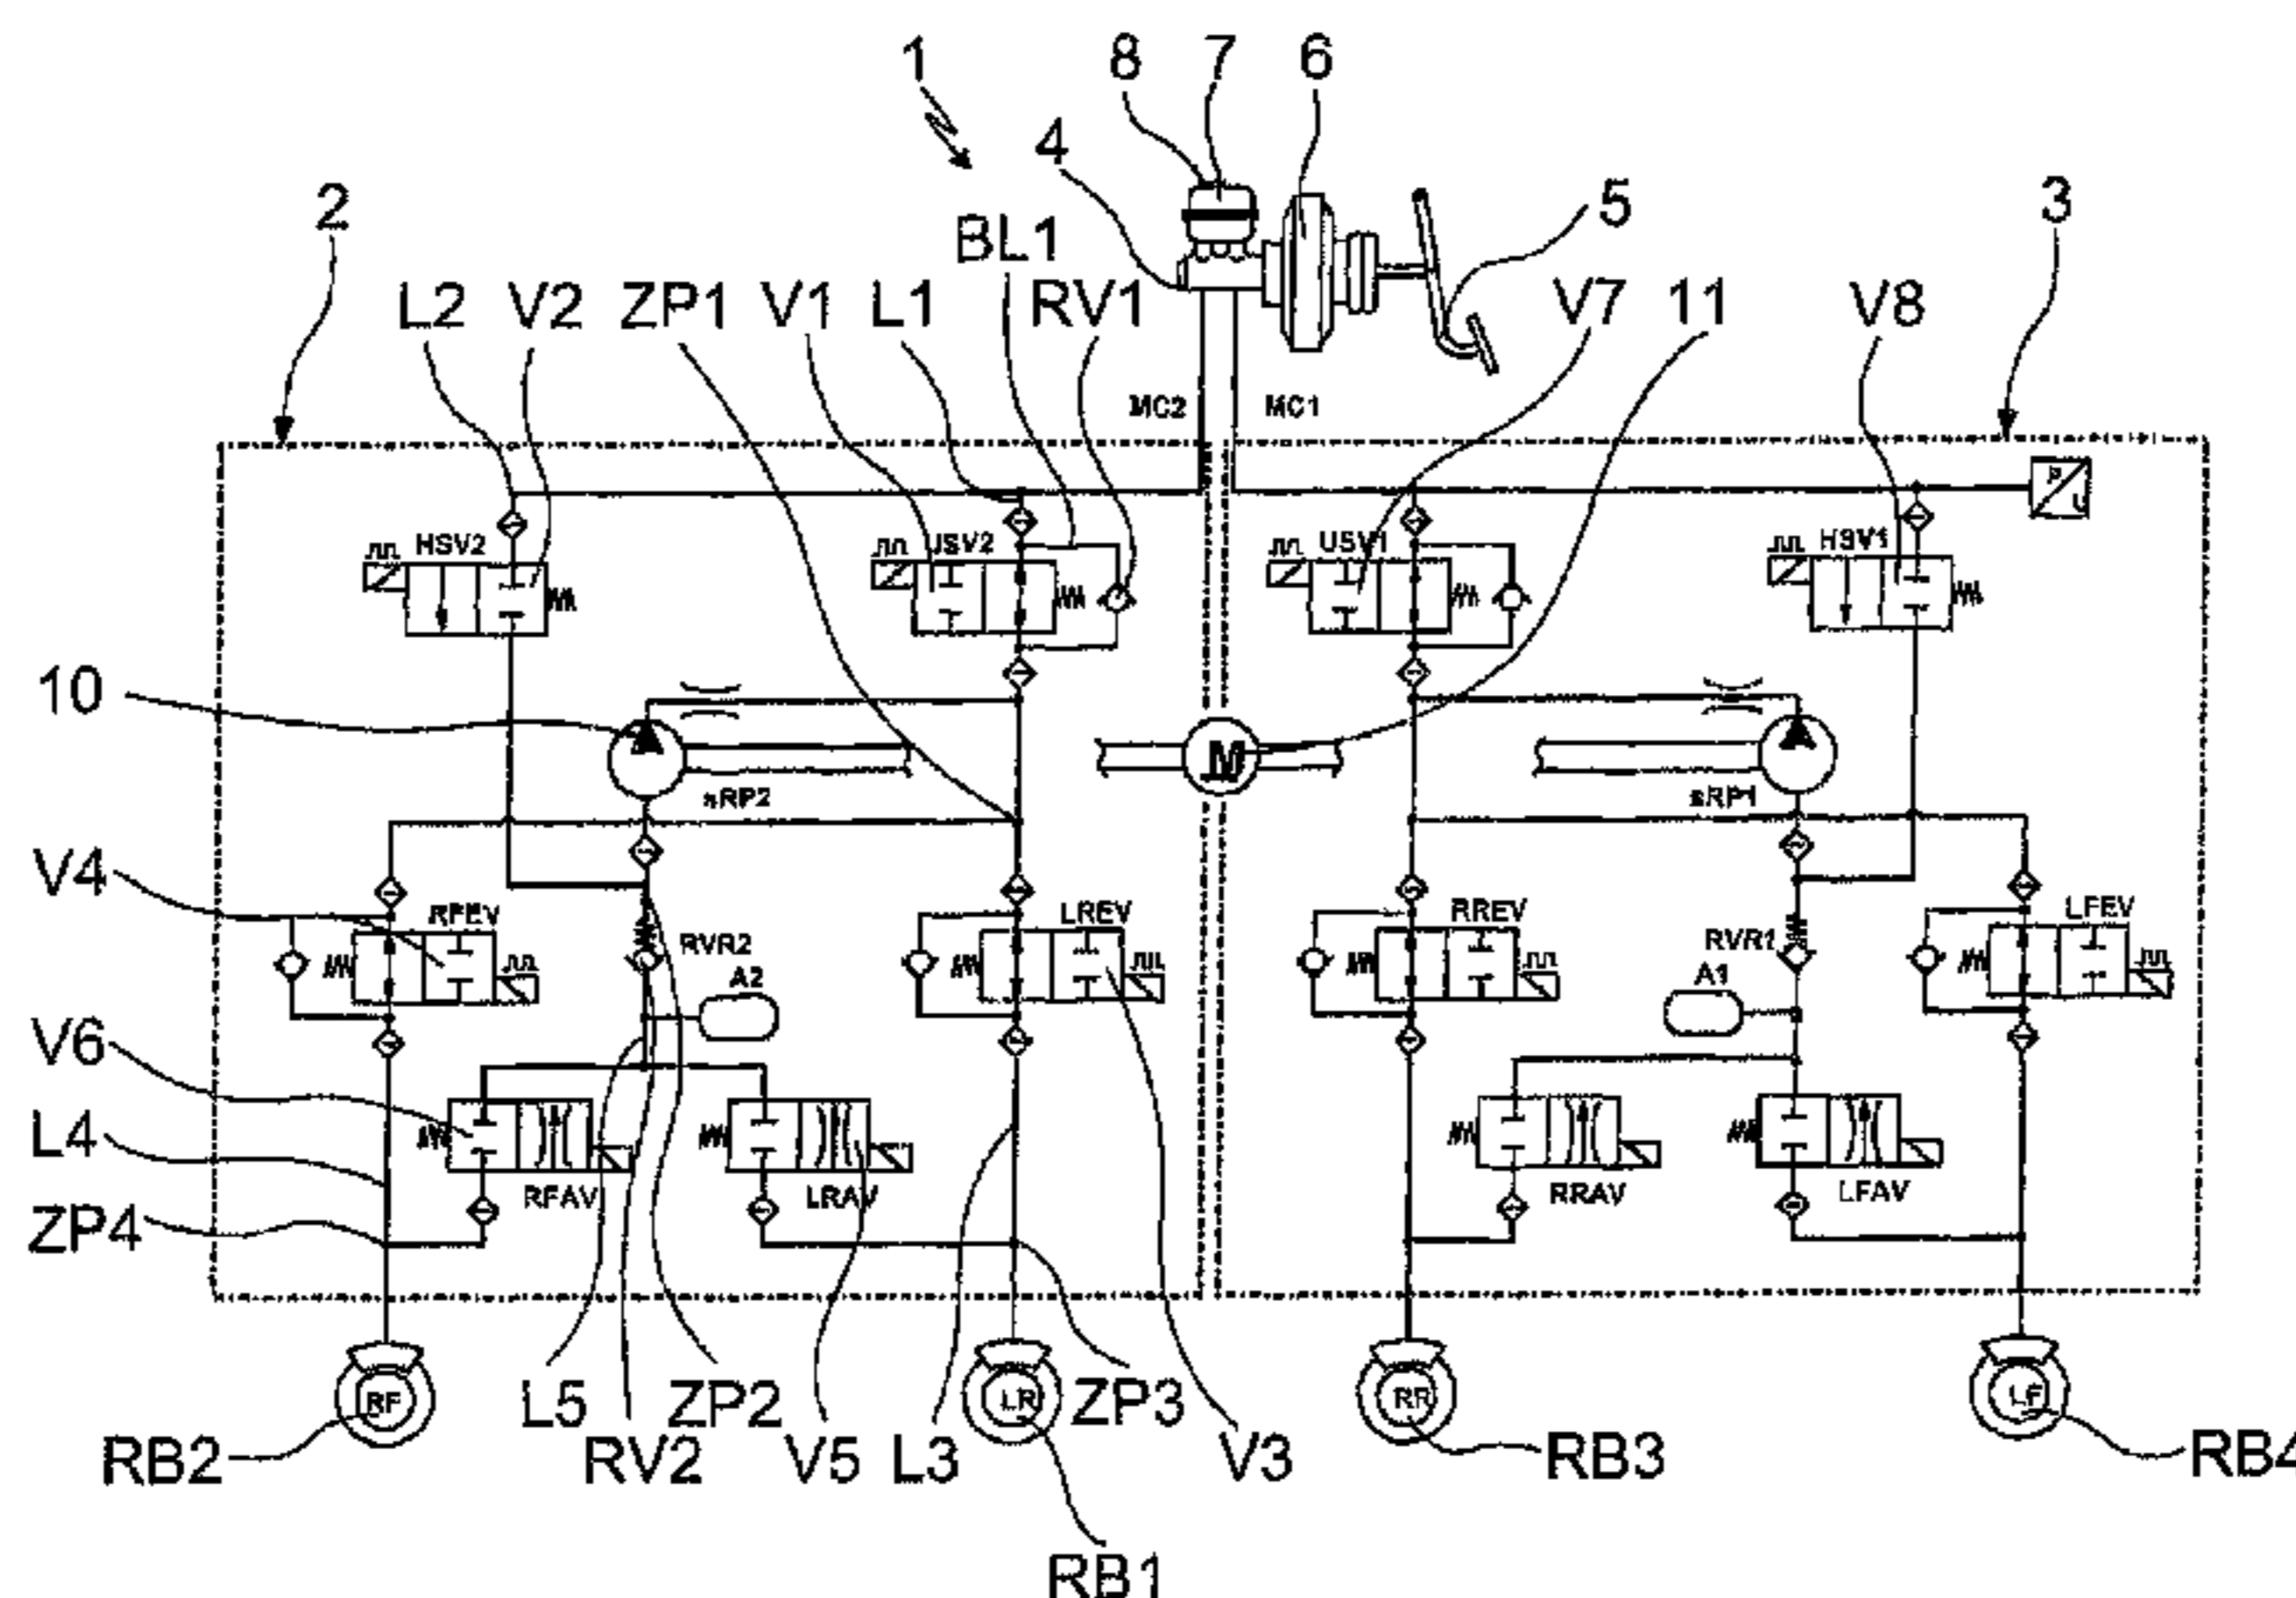 1
8
7
6
4
5
2
3
BL1
L2
V2
ZP1
V1
L1
RV1
V7
11
V8
MC2
MC1
P
U
HSV2
USV1
HSV1
10
M
sRP1
V4
RFEV
LREV
RREV
LFEV
RVR2
RVR1
A2
A1
V6
L4
RFAV
LRAV
RRAV
LFAV
ZP4
RF
LR
RR
LF
L5
ZP2
ZP3
RB2
RV2
V5
L3
V3
RB3
RB4
RB1